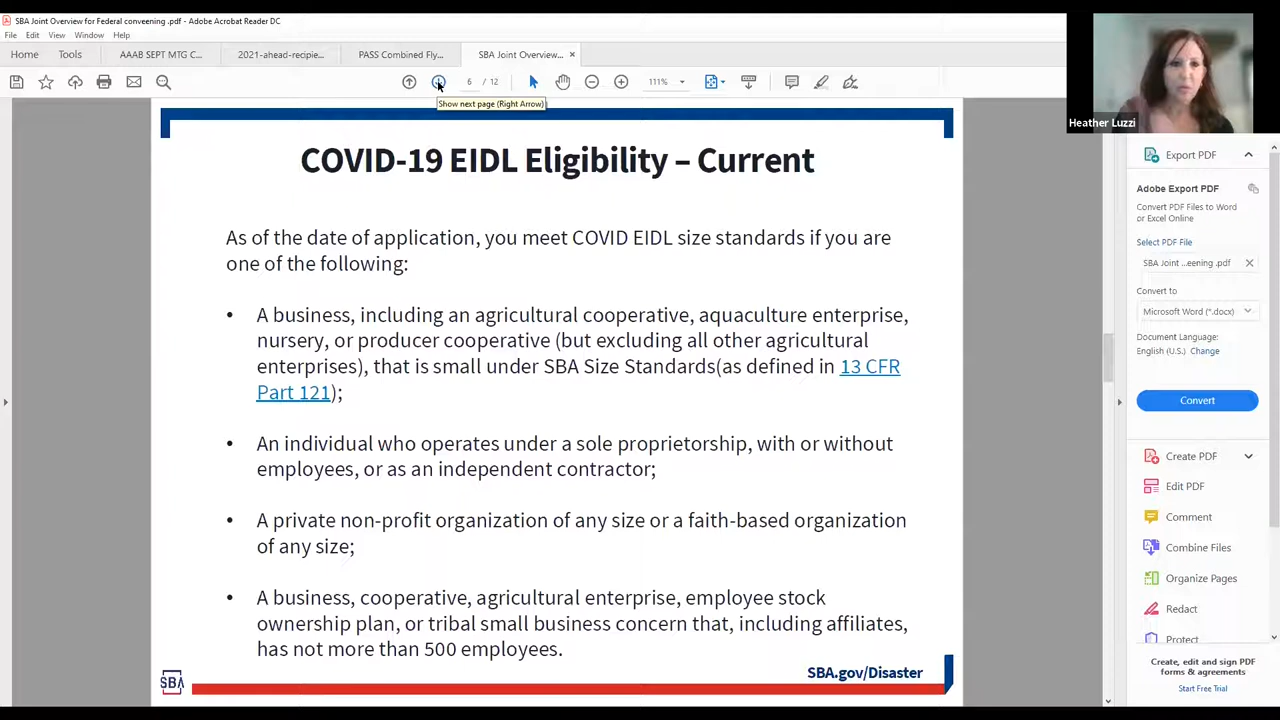 SBA Joint Overview for Federal conveening .pdf - Adobe Acrobat Reader DC
File Edit View Window Help
Home Tools AAAB SEPT MTG C... 2021-ahead-recipie... PASS Combined Fly... SBA Joint Overview... ×
6 / 12 111%
Show next page (Right Arrow)
Heather Luzzi
COVID-19 EIDL Eligibility – Current
As of the date of application, you meet COVID EIDL size standards if you are
one of the following:
• A business, including an agricultural cooperative, aquaculture enterprise,
nursery, or producer cooperative (but excluding all other agricultural
enterprises), that is small under SBA Size Standards(as defined in 13 CFR
Part 121);
• An individual who operates under a sole proprietorship, with or without
employees, or as an independent contractor;
• A private non-profit organization of any size or a faith-based organization
of any size;
• A business, cooperative, agricultural enterprise, employee stock
ownership plan, or tribal small business concern that, including affiliates,
has not more than 500 employees.
SBA
SBA.gov/Disaster
Export PDF
Adobe Export PDF
Convert PDF Files to Word
or Excel Online
Select PDF File
SBA Joint ...eening .pdf
Convert to
Microsoft Word (*.docx)
Document Language:
English (U.S.) Change
Convert
Create PDF
Edit PDF
Comment
Combine Files
Organize Pages
Redact
Protect
Create, edit and sign PDF
forms & agreements
Start Free Trial